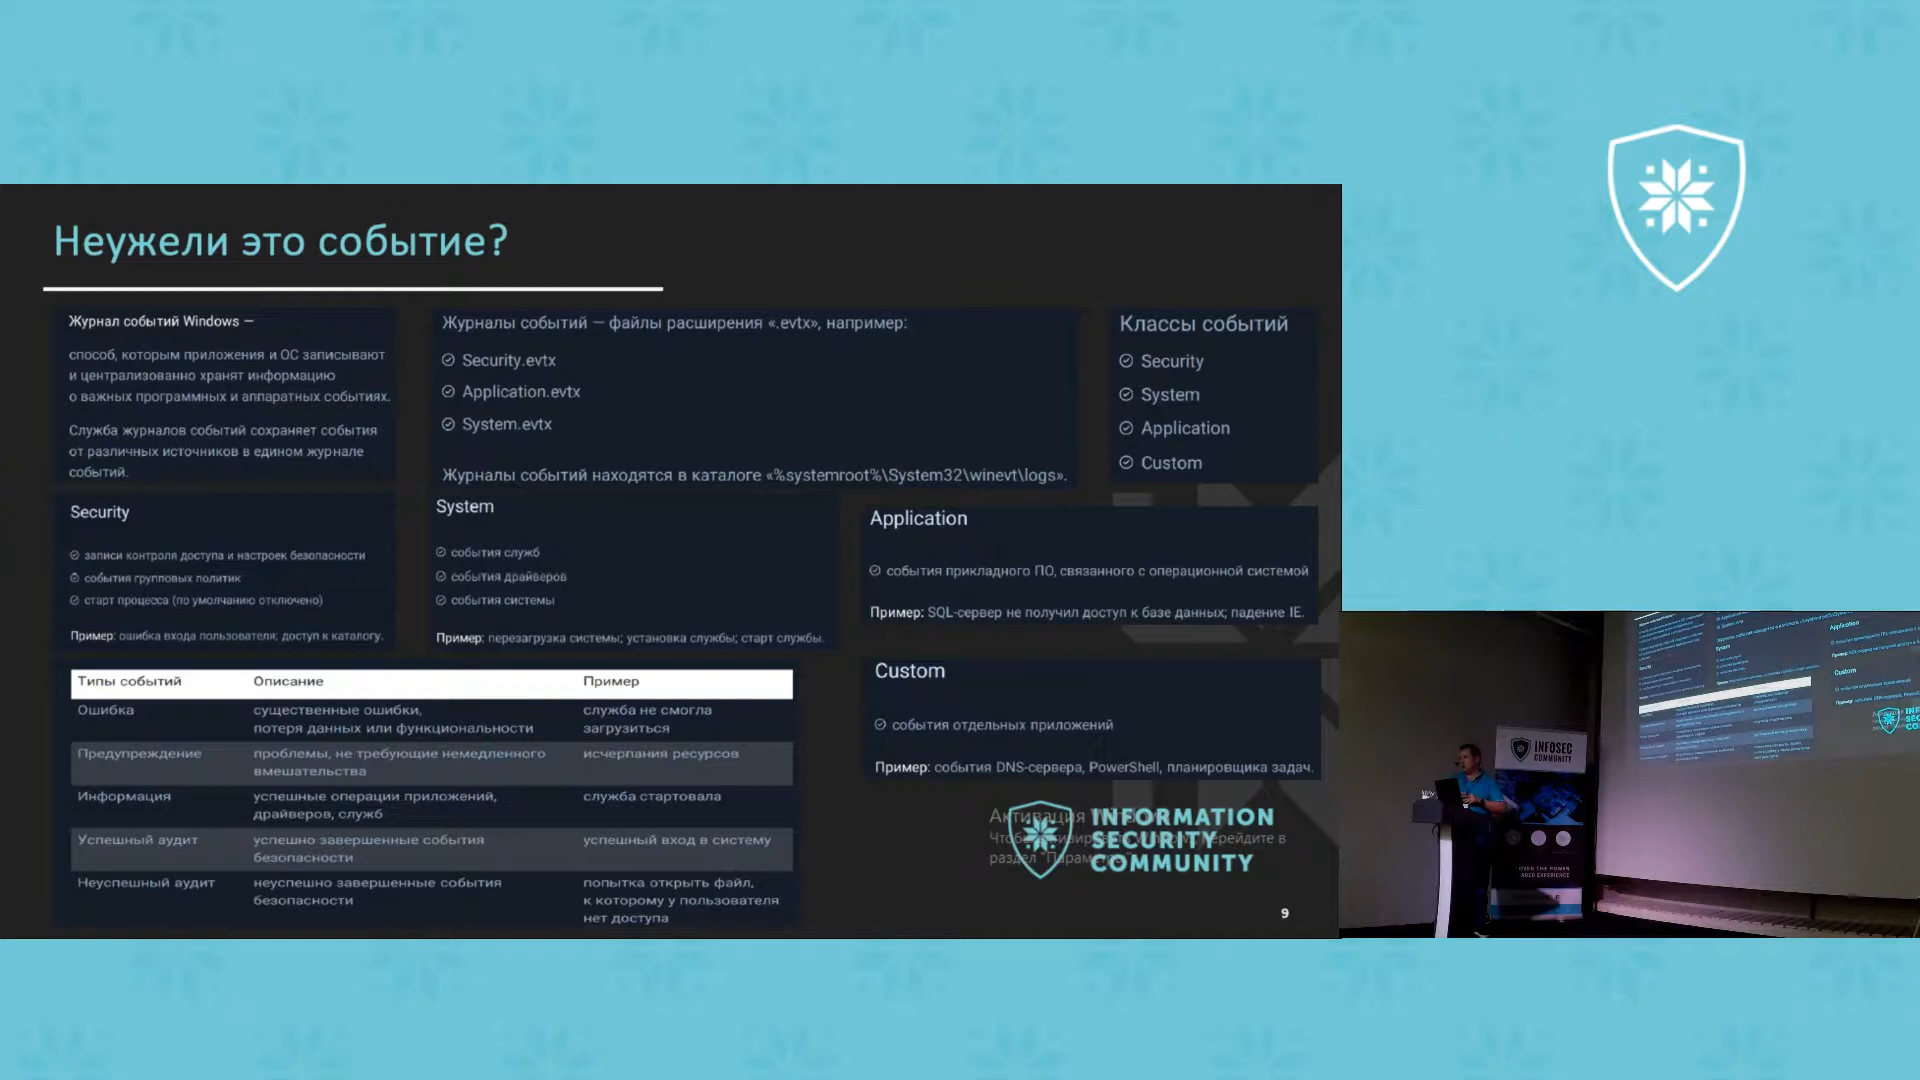 Неужели это событие?
Журнал событий Windows —
способ, которым приложения и ОС записывают
и централизованно хранят информацию
о важных программных и аппаратных событиях.
Служба журналов событий сохраняет события
от различных источников в едином журнале
событий.
Журналы событий — файлы расширения «.evtx», например:
Security.evtx
Application.evtx
System.evtx
Журналы событий находятся в каталоге «%systemroot%\System32\winevt\logs».
Классы событий
Security
System
Application
Custom
Security
записи контроля доступа и настроек безопасности
события групповых политик
старт процесса (по умолчанию отключено)
Пример: ошибка входа пользователя; доступ к каталогу.
System
события служб
события драйверов
события системы
Пример: перезагрузка системы; установка службы; старт службы.
Application
события прикладного ПО, связанного с операционной системой
Пример: SQL-сервер не получил доступ к базе данных; падение IE.
Custom
события отдельных приложений
Пример: события DNS-сервера, PowerShell, планировщика задач.
Типы событий Описание Пример
Ошибка существенные ошибки, служба не смогла
потеря данных или функциональности загрузиться
Предупреждение проблемы, не требующие немедленного исчерпания ресурсов
вмешательства
Информация успешные операции приложений, служба стартовала
драйверов, служб
Успешный аудит успешно завершенные события успешный вход в систему
безопасности
Неуспешный аудит неуспешно завершенные события попытка открыть файл,
безопасности к которому у пользователя
нет доступа
Активация
перейдите в
раздел
INFORMATION
SECURITY
COMMUNITY
9
INFOSEC
COMMUNITY
Application
Custom
System